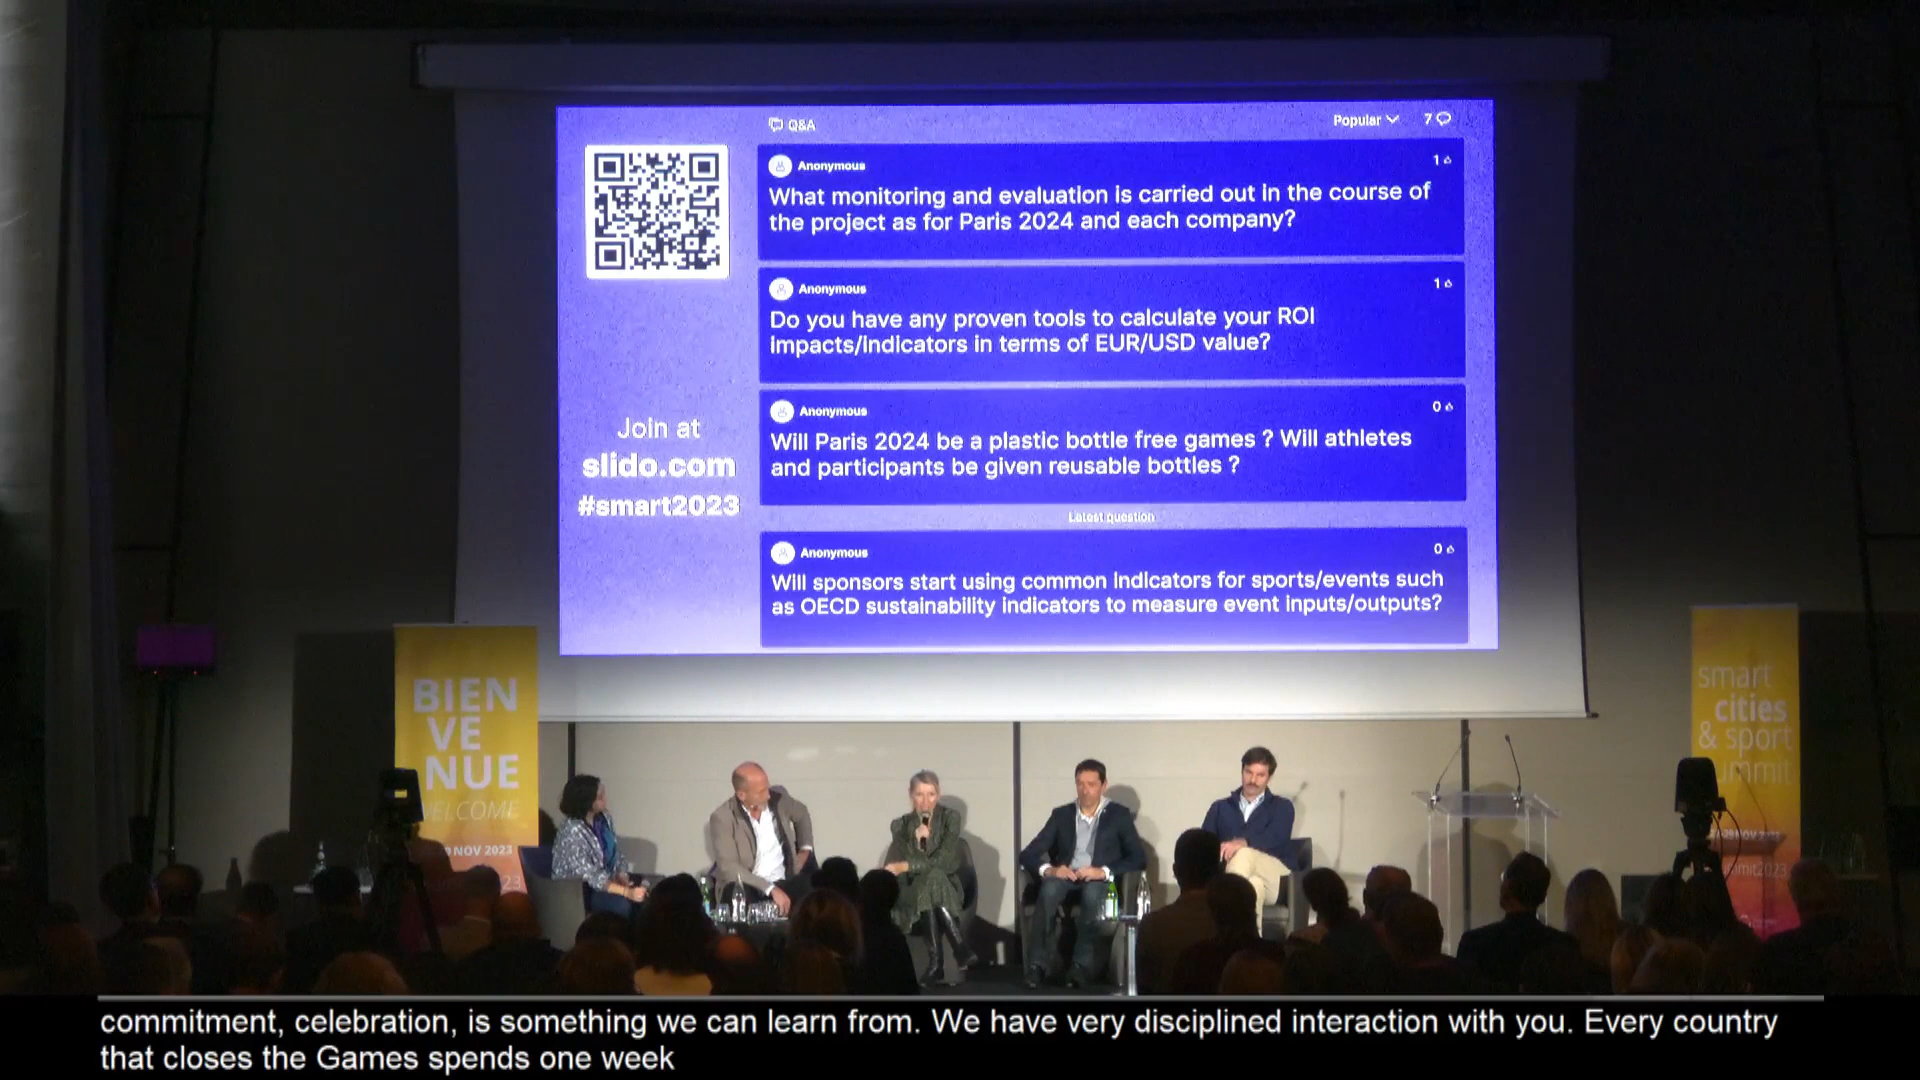 Q&A
Popular
7
Anonymous
1
What monitoring and evaluation is carried out in the course of
the project as for Paris 2024 and each company?
Anonymous
1
Do you have any proven tools to calculate your ROI
impacts/indicators in terms of EUR/USD value?
Anonymous
0
Will Paris 2024 be a plastic bottle free games ? Will athletes
and participants be given reusable bottles ?
Latest question
Anonymous
0
Will sponsors start using common indicators for sports/events such
as OECD sustainability indicators to measure event inputs/outputs?
Join at
slido.com
#smart2023
BIEN
VE
NUE
WELCOME
NOV 2023
smart
cities
& sport
summit
NOV 2023
commitment, celebration, is something we can learn from. We have very disciplined interaction with you. Every country
that closes the Games spends one week